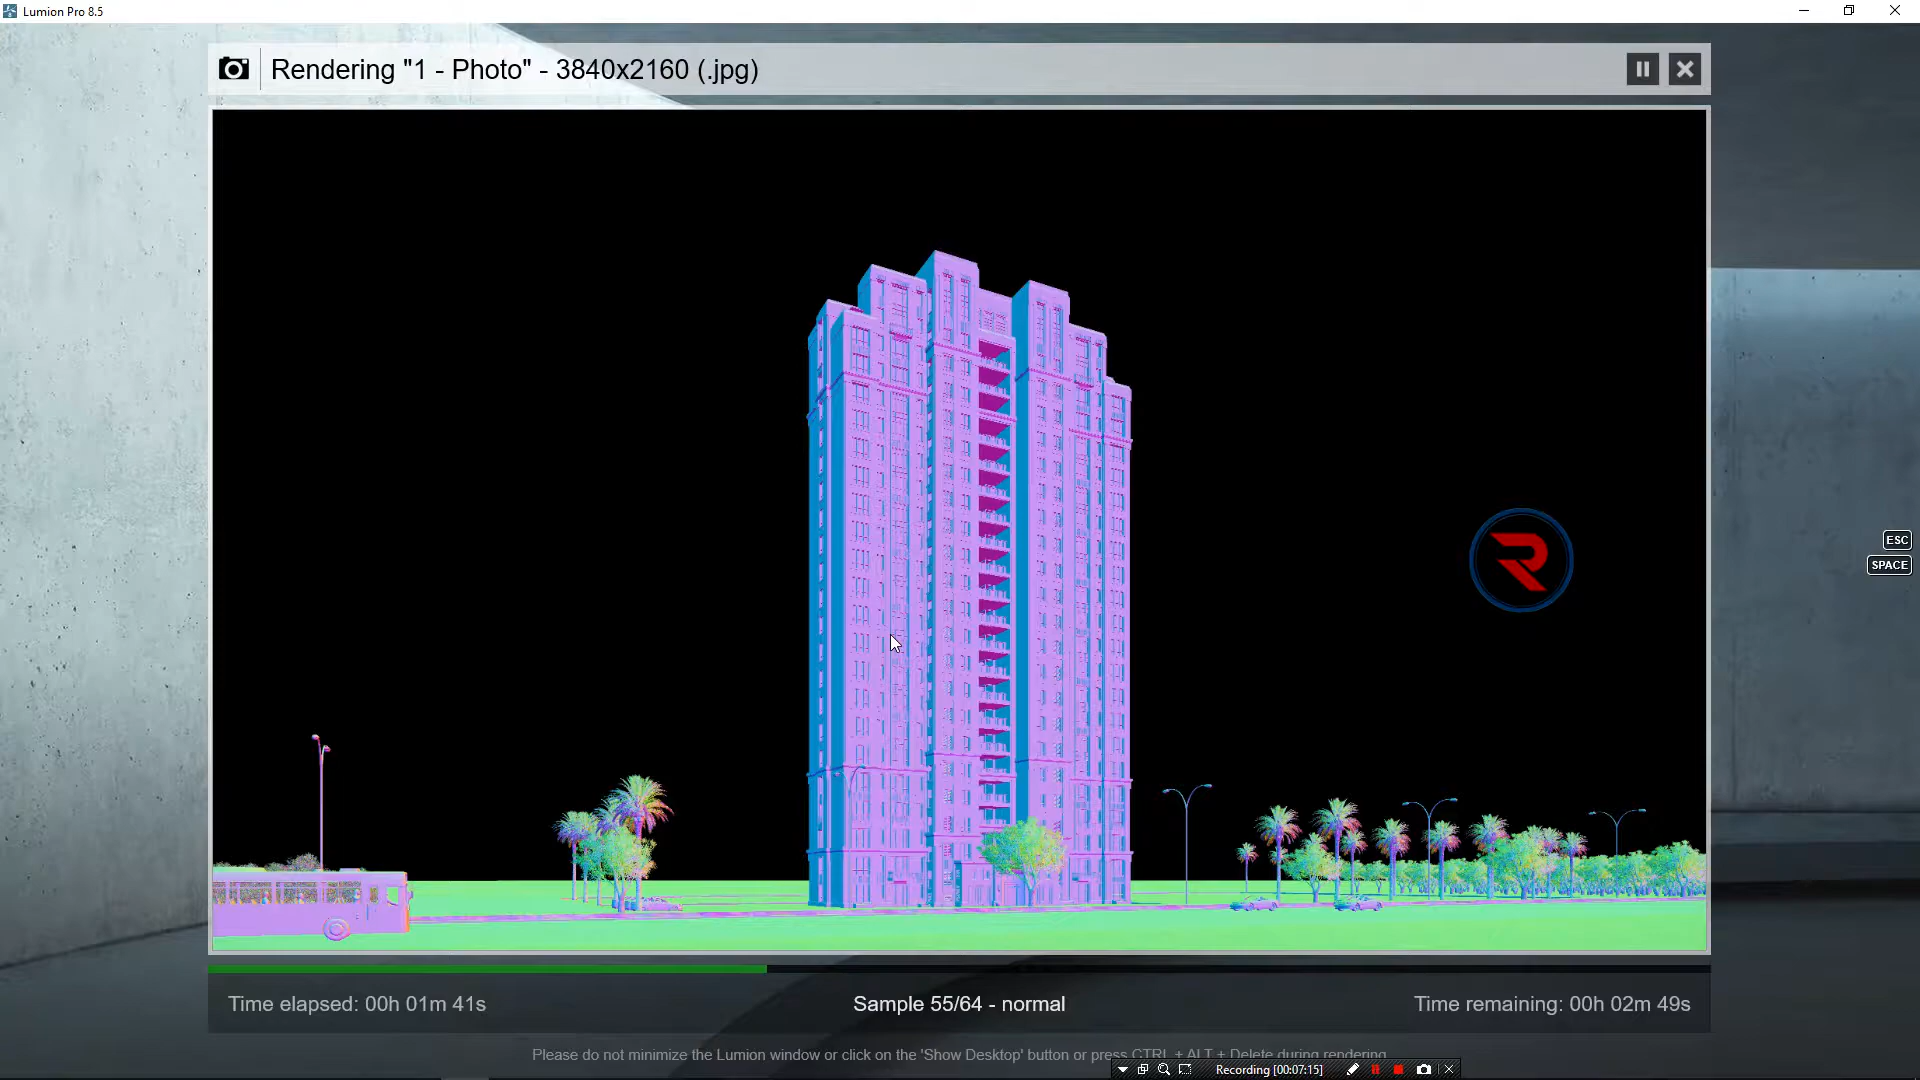 Lumion Pro 8.5
Rendering "1 - Photo" - 3840x2160 (.jpg)
ESC
SPACE
Time elapsed: 00h 01m 41s
Sample 55/64 - normal
Time remaining: 00h 02m 49s
Please do not minimize the Lumion window or click on the 'Show Desktop' button or press CTRL + ALT + Delete during rendering
Recording [00:07:15]